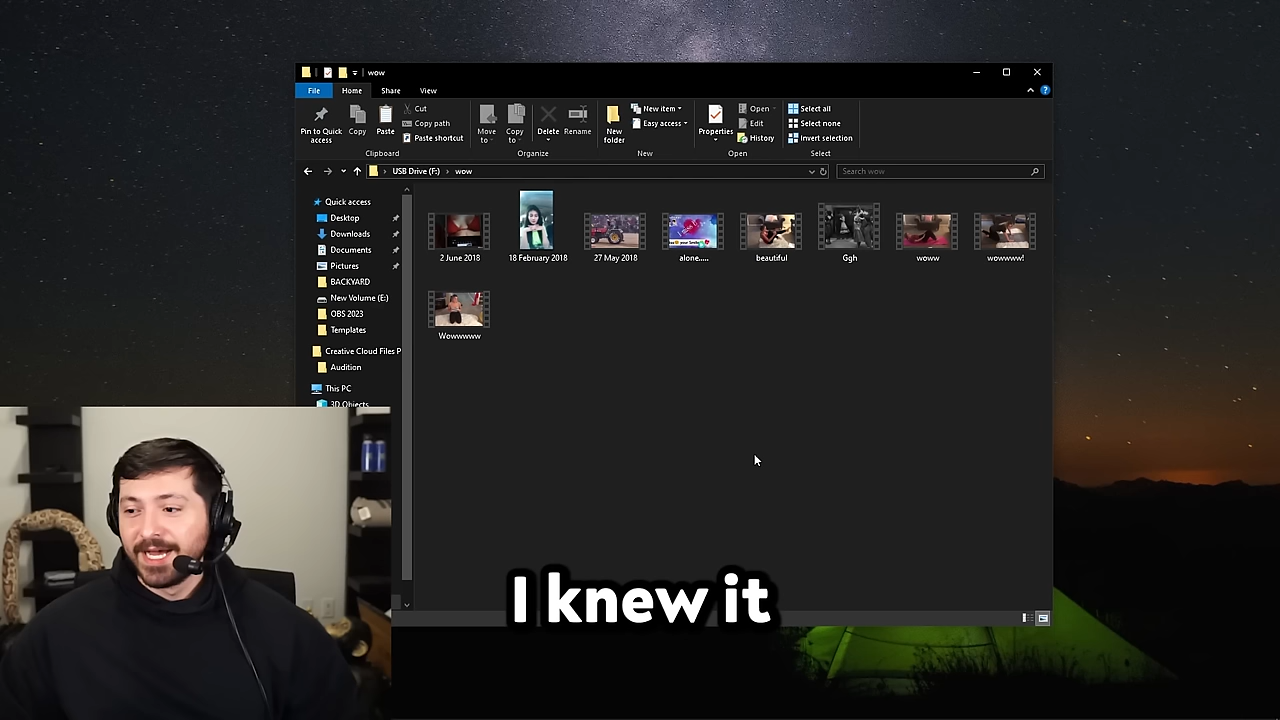 wow
File
Home
Share
View
Pin to Quick access
Copy
Paste
Cut
Copy path
Paste shortcut
Clipboard
Move to
Copy to
Delete
Rename
Organize
New folder
New item
Easy access
New
Properties
Open
Edit
History
Open
Select all
Select none
Invert selection
Select
USB Drive (F:) › wow
Search wow
Quick access
Desktop
Downloads
Documents
Pictures
BACKYARD
New Volume (E:)
OBS 2023
Templates
Creative Cloud Files P
Audition
This PC
3D Objects
2 June 2018
18 February 2018
27 May 2018
alone.....
beautiful
Ggh
woww
wowwww!
Wowwwww
I knew it